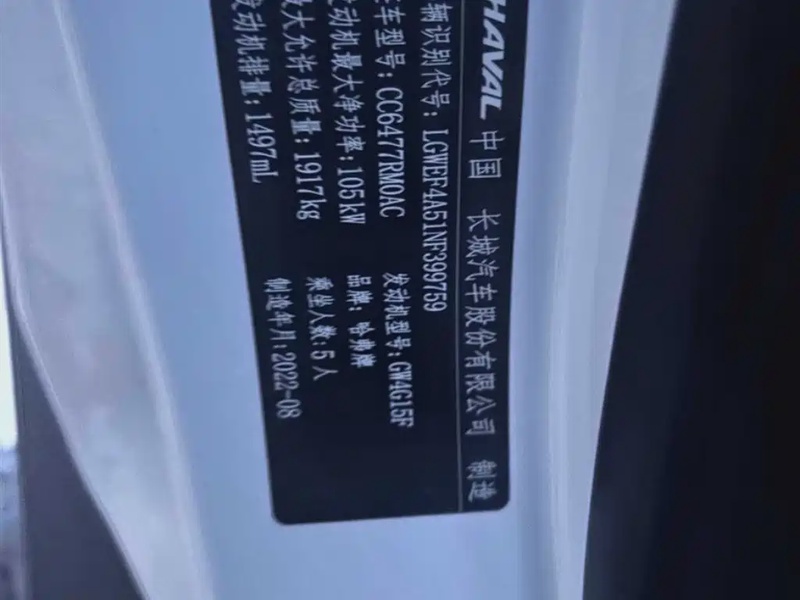 HAVAL 中国 长城汽车股份有限公司 制造
辆识别代号: LGWEF4A51NF399759
车型号: CC6477RM0AC 发动机型号: GW4G15F
发动机最大净功率: 105kW 品牌: 哈弗牌
最大允许总质量: 1917kg 乘坐人数: 5人
发动机排量: 1497mL 制造年月: 2022-08